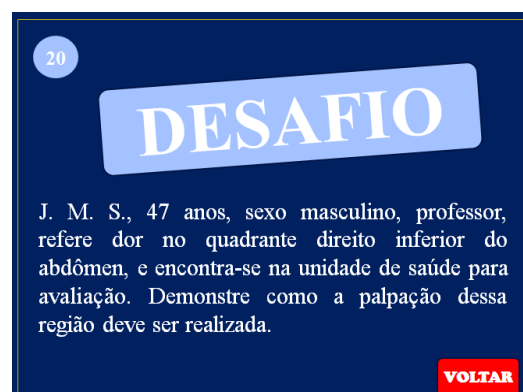 20
DESAFIO
J. M. S., 47 anos, sexo masculino, professor,
refere dor no quadrante direito inferior do
abdômen, e encontra-se na unidade de saúde para
avaliação. Demonstre como a palpação dessa
região deve ser realizada.
VOLTAR